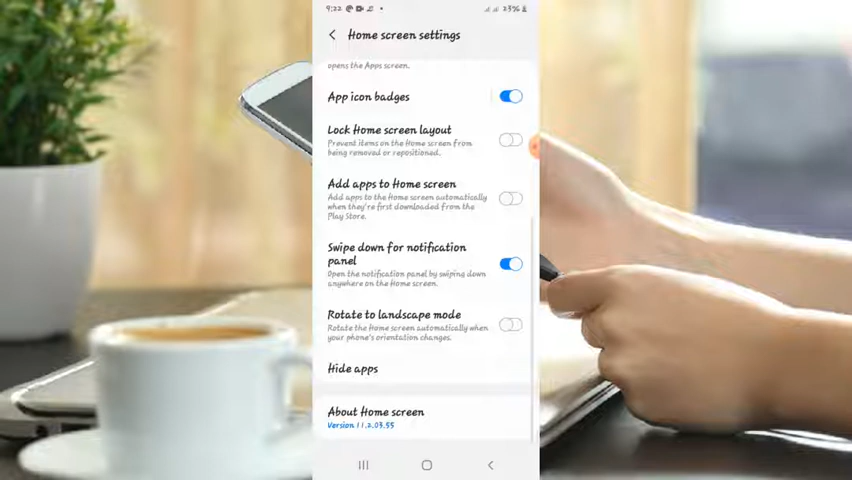 9:22 23%
Home screen settings
opens the Apps screen.
App icon badges
Lock Home screen layout
Prevent items on the Home screen from
being removed or repositioned.
Add apps to Home screen
Add apps to the Home screen automatically
when they're first downloaded from the
Play Store.
Swipe down for notification
panel
Open the notification panel by swiping down
anywhere on the Home screen.
Rotate to landscape mode
Rotate the Home screen automatically when
your phone's orientation changes.
Hide apps
About Home screen
Version 11.2.03.55